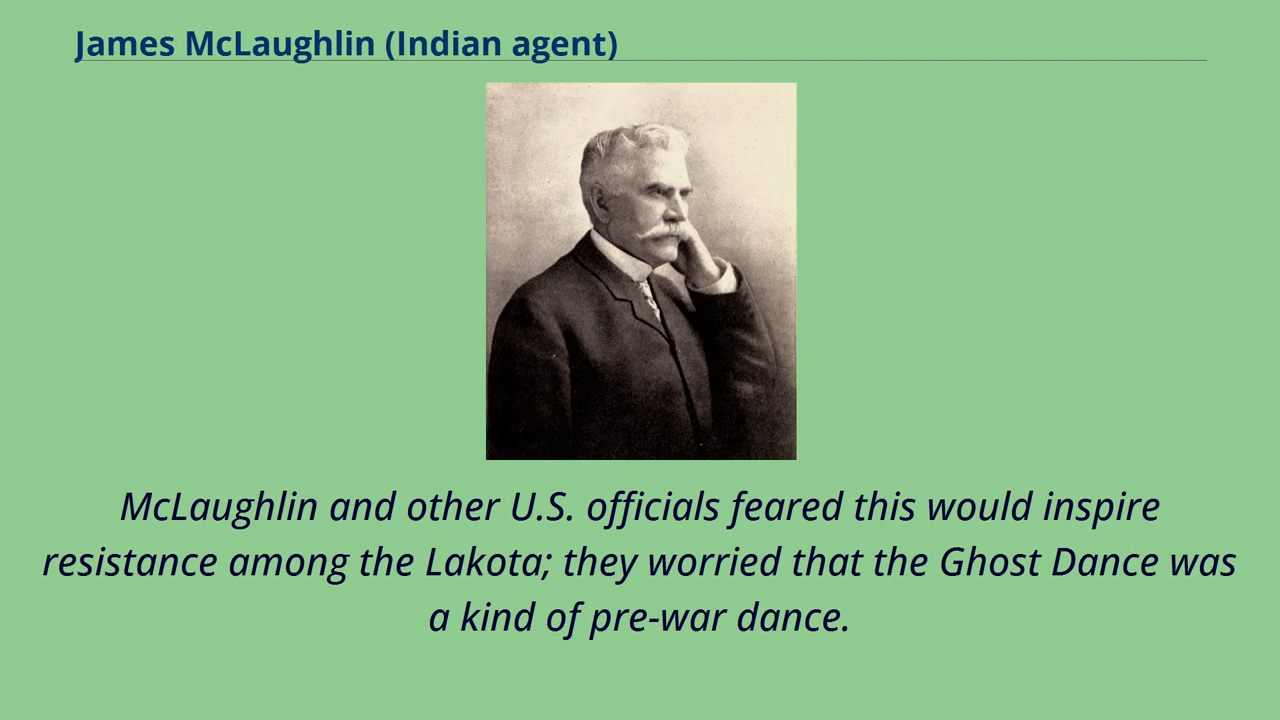 James McLaughlin (Indian agent)
McLaughlin and other U.S. officials feared this would inspire
resistance among the Lakota; they worried that the Ghost Dance was
a kind of pre-war dance.